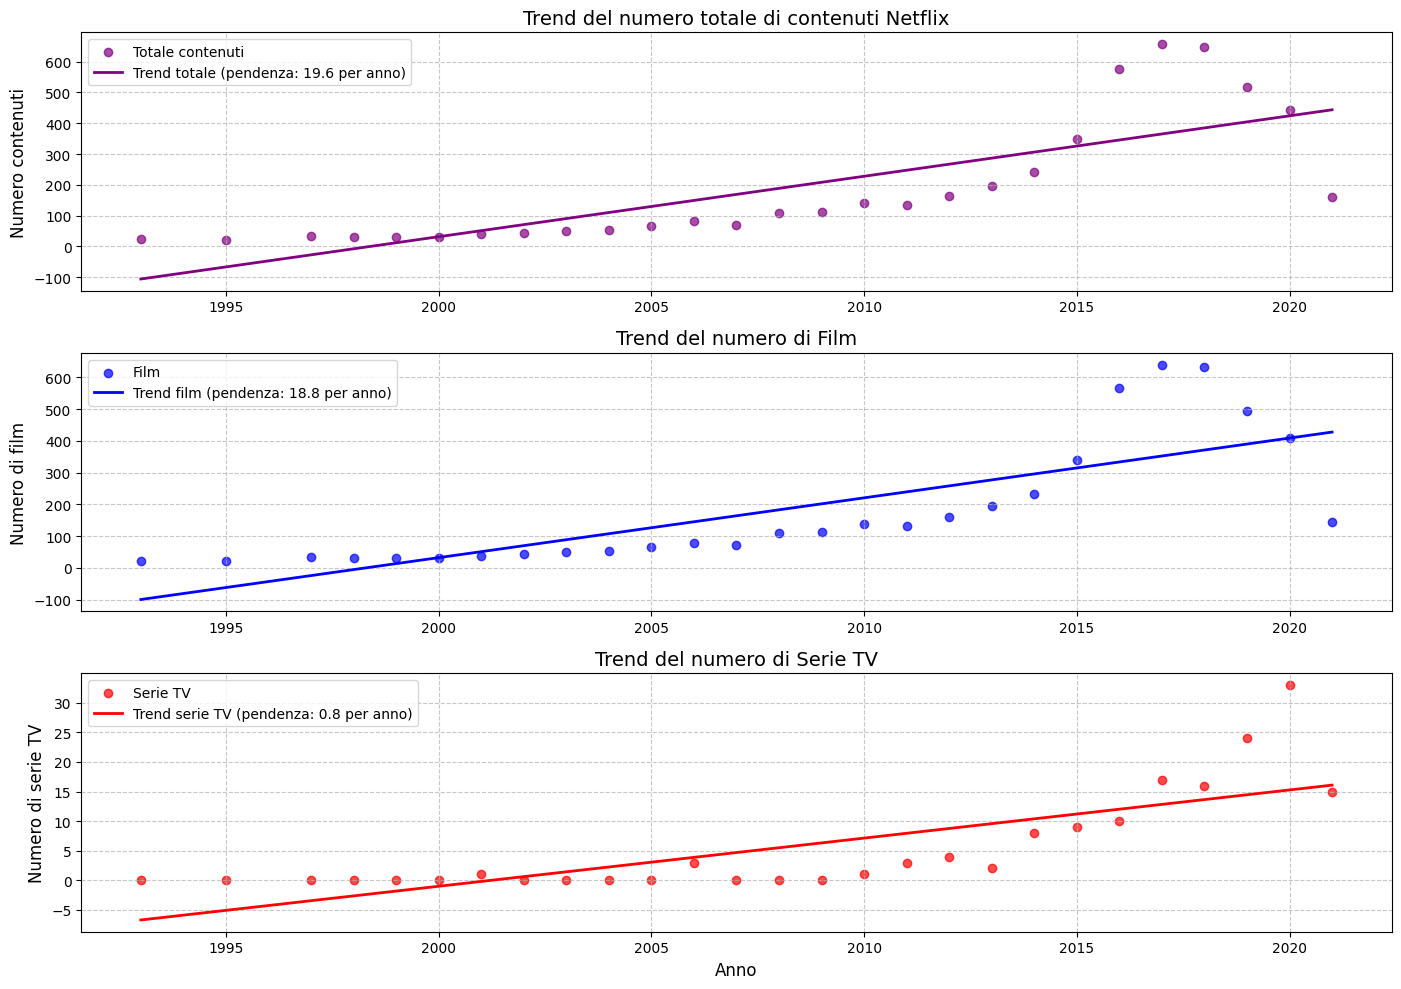 Trend del numero totale di contenuti Netflix
Totale contenuti
Trend totale (pendenza: 19.6 per anno)
Numero contenuti
600
500
400
300
200
100
0
−100
1995 2000 2005 2010 2015 2020
Trend del numero di Film
Film
Trend film (pendenza: 18.8 per anno)
Numero di film
600
500
400
300
200
100
0
−100
1995 2000 2005 2010 2015 2020
Trend del numero di Serie TV
Serie TV
Trend serie TV (pendenza: 0.8 per anno)
Numero di serie TV
30
25
20
15
10
5
0
−5
1995 2000 2005 2010 2015 2020
Anno